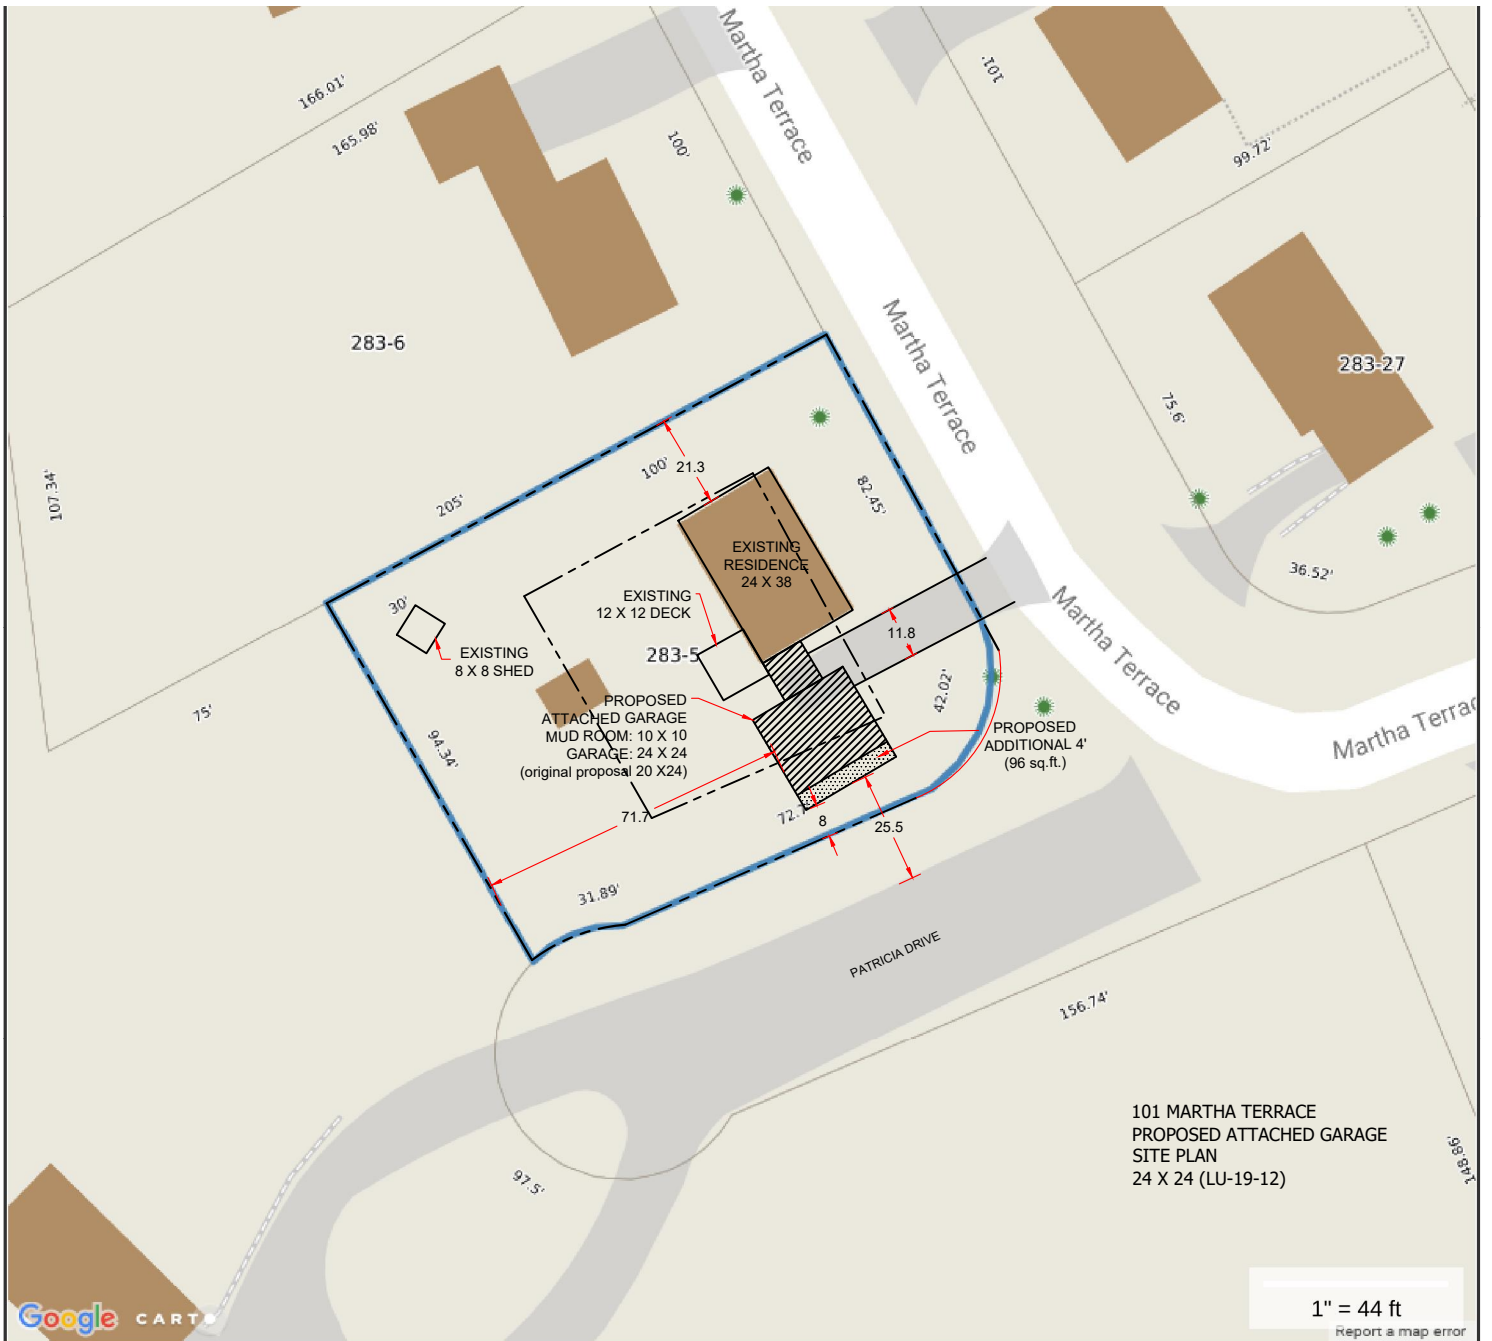 Martha Terrace
166.01'
165.98'
100'
101'
99.72'
283-6
Martha Terrace
283-27
75.6'
107.34'
205'
100'
21.3
82.45'
EXISTING
RESIDENCE
24 X 38
36.52'
30'
EXISTING
8 X 8 SHED
EXISTING
12 X 12 DECK
283-5
11.8
Martha Terrace
75'
94.34'
PROPOSED
ATTACHED GARAGE
MUD ROOM: 10 X 10
GARAGE: 24 X 24
(original proposal 20 X24)
42.02'
PROPOSED
ADDITIONAL 4'
(96 sq.ft.)
Martha Terrac
71.7
8
25.5
31.89'
PATRICIA DRIVE
156.74'
97.5'
148.86'
101 MARTHA TERRACE
PROPOSED ATTACHED GARAGE
SITE PLAN
24 X 24 (LU-19-12)
1" = 44 ft
Report a map error
Google CARTO